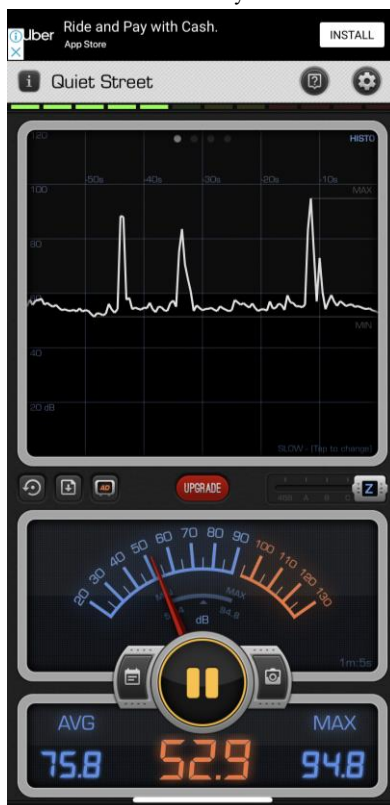 Uber
Ride and Pay with Cash.
App Store
INSTALL
i Quiet Street
120
HISTO
-50s -40s -30s -20s -10s
100
MAX
80
MIN
40
20 dB
SLOW - (Tap to change)
AD
UPGRADE
A B C
Z
20 30 40 50 60 70 80 90 100 110 120 130
MIN MAX
94.8
dB
1m:5s
AVG
MAX
75.8
52.9
94.8